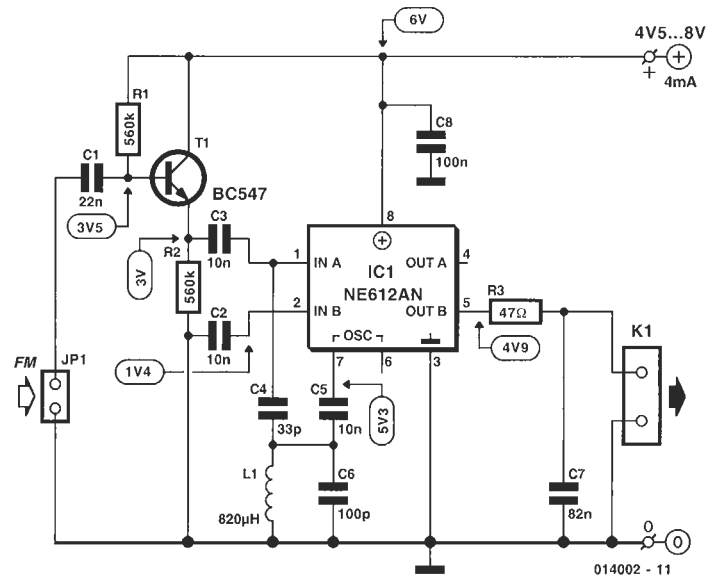 6V
4V5...8V
+
4mA
R1
560k
T1
C1
22n
BC547
C8
100n
3V5
3V
R2
560k
C3
10n
C2
10n
1V4
8
1
IN A
OUT A
4
IC1
NE612AN
2
IN B
OUT B
5
OSC
7
6
3
R3
47Ω
4V9
K1
FM
JP1
C4
33p
C5
10n
5V3
L1
820µH
C6
100p
C7
82n
0
0
014002 - 11